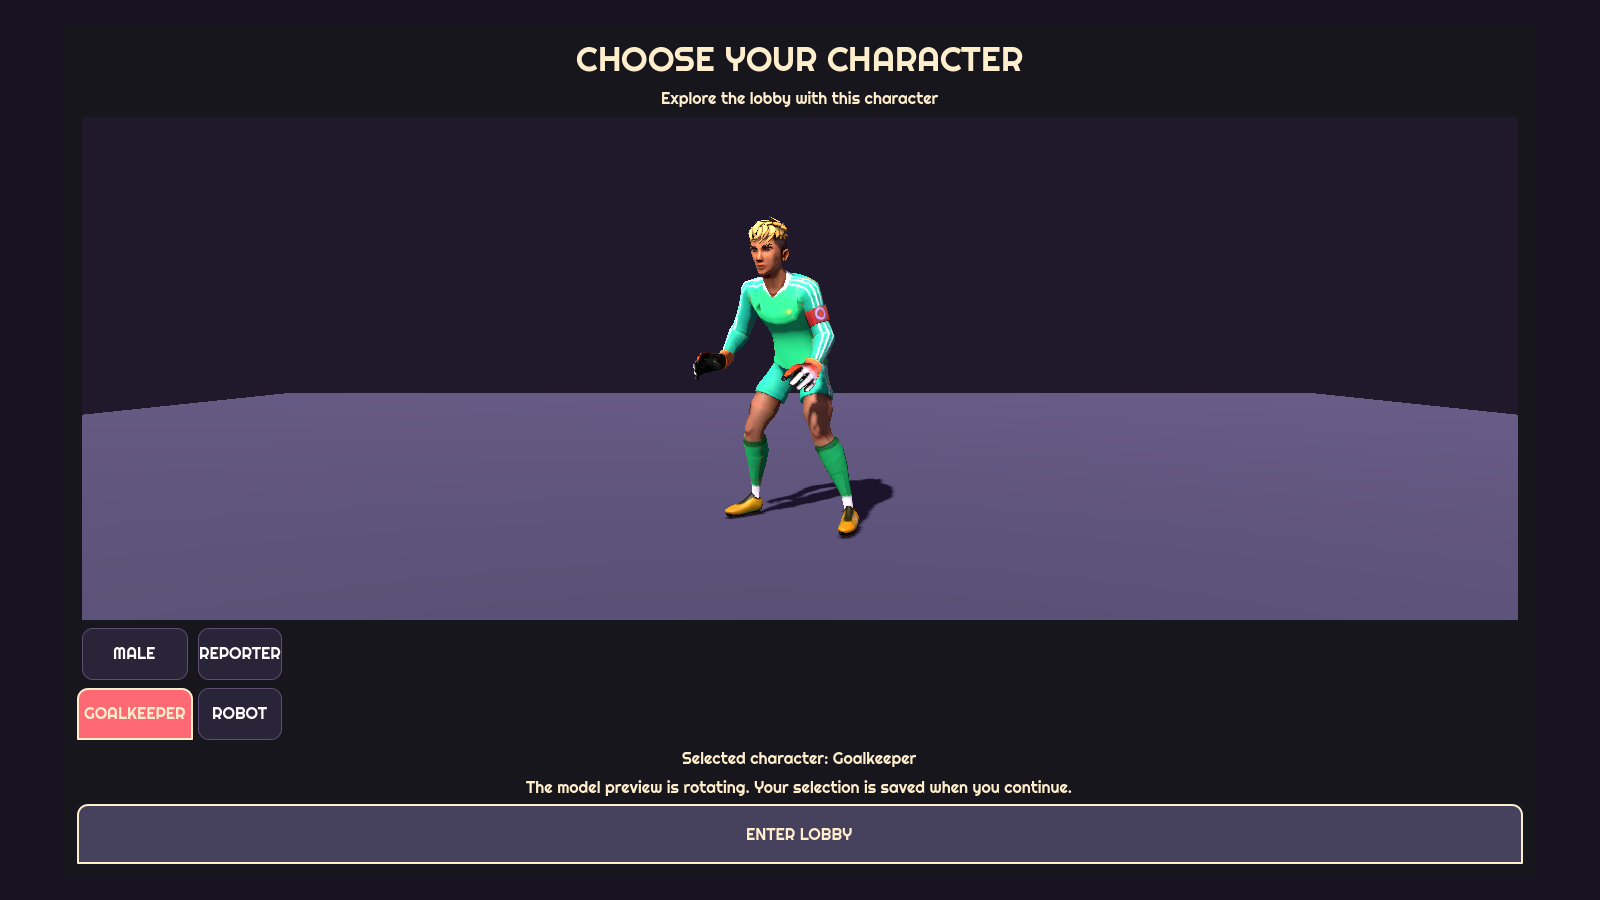 CHOOSE YOUR CHARACTER
Explore the lobby with this character
MALE
REPORTER
GOALKEEPER
ROBOT
Selected character: Goalkeeper
The model preview is rotating. Your selection is saved when you continue.
ENTER LOBBY